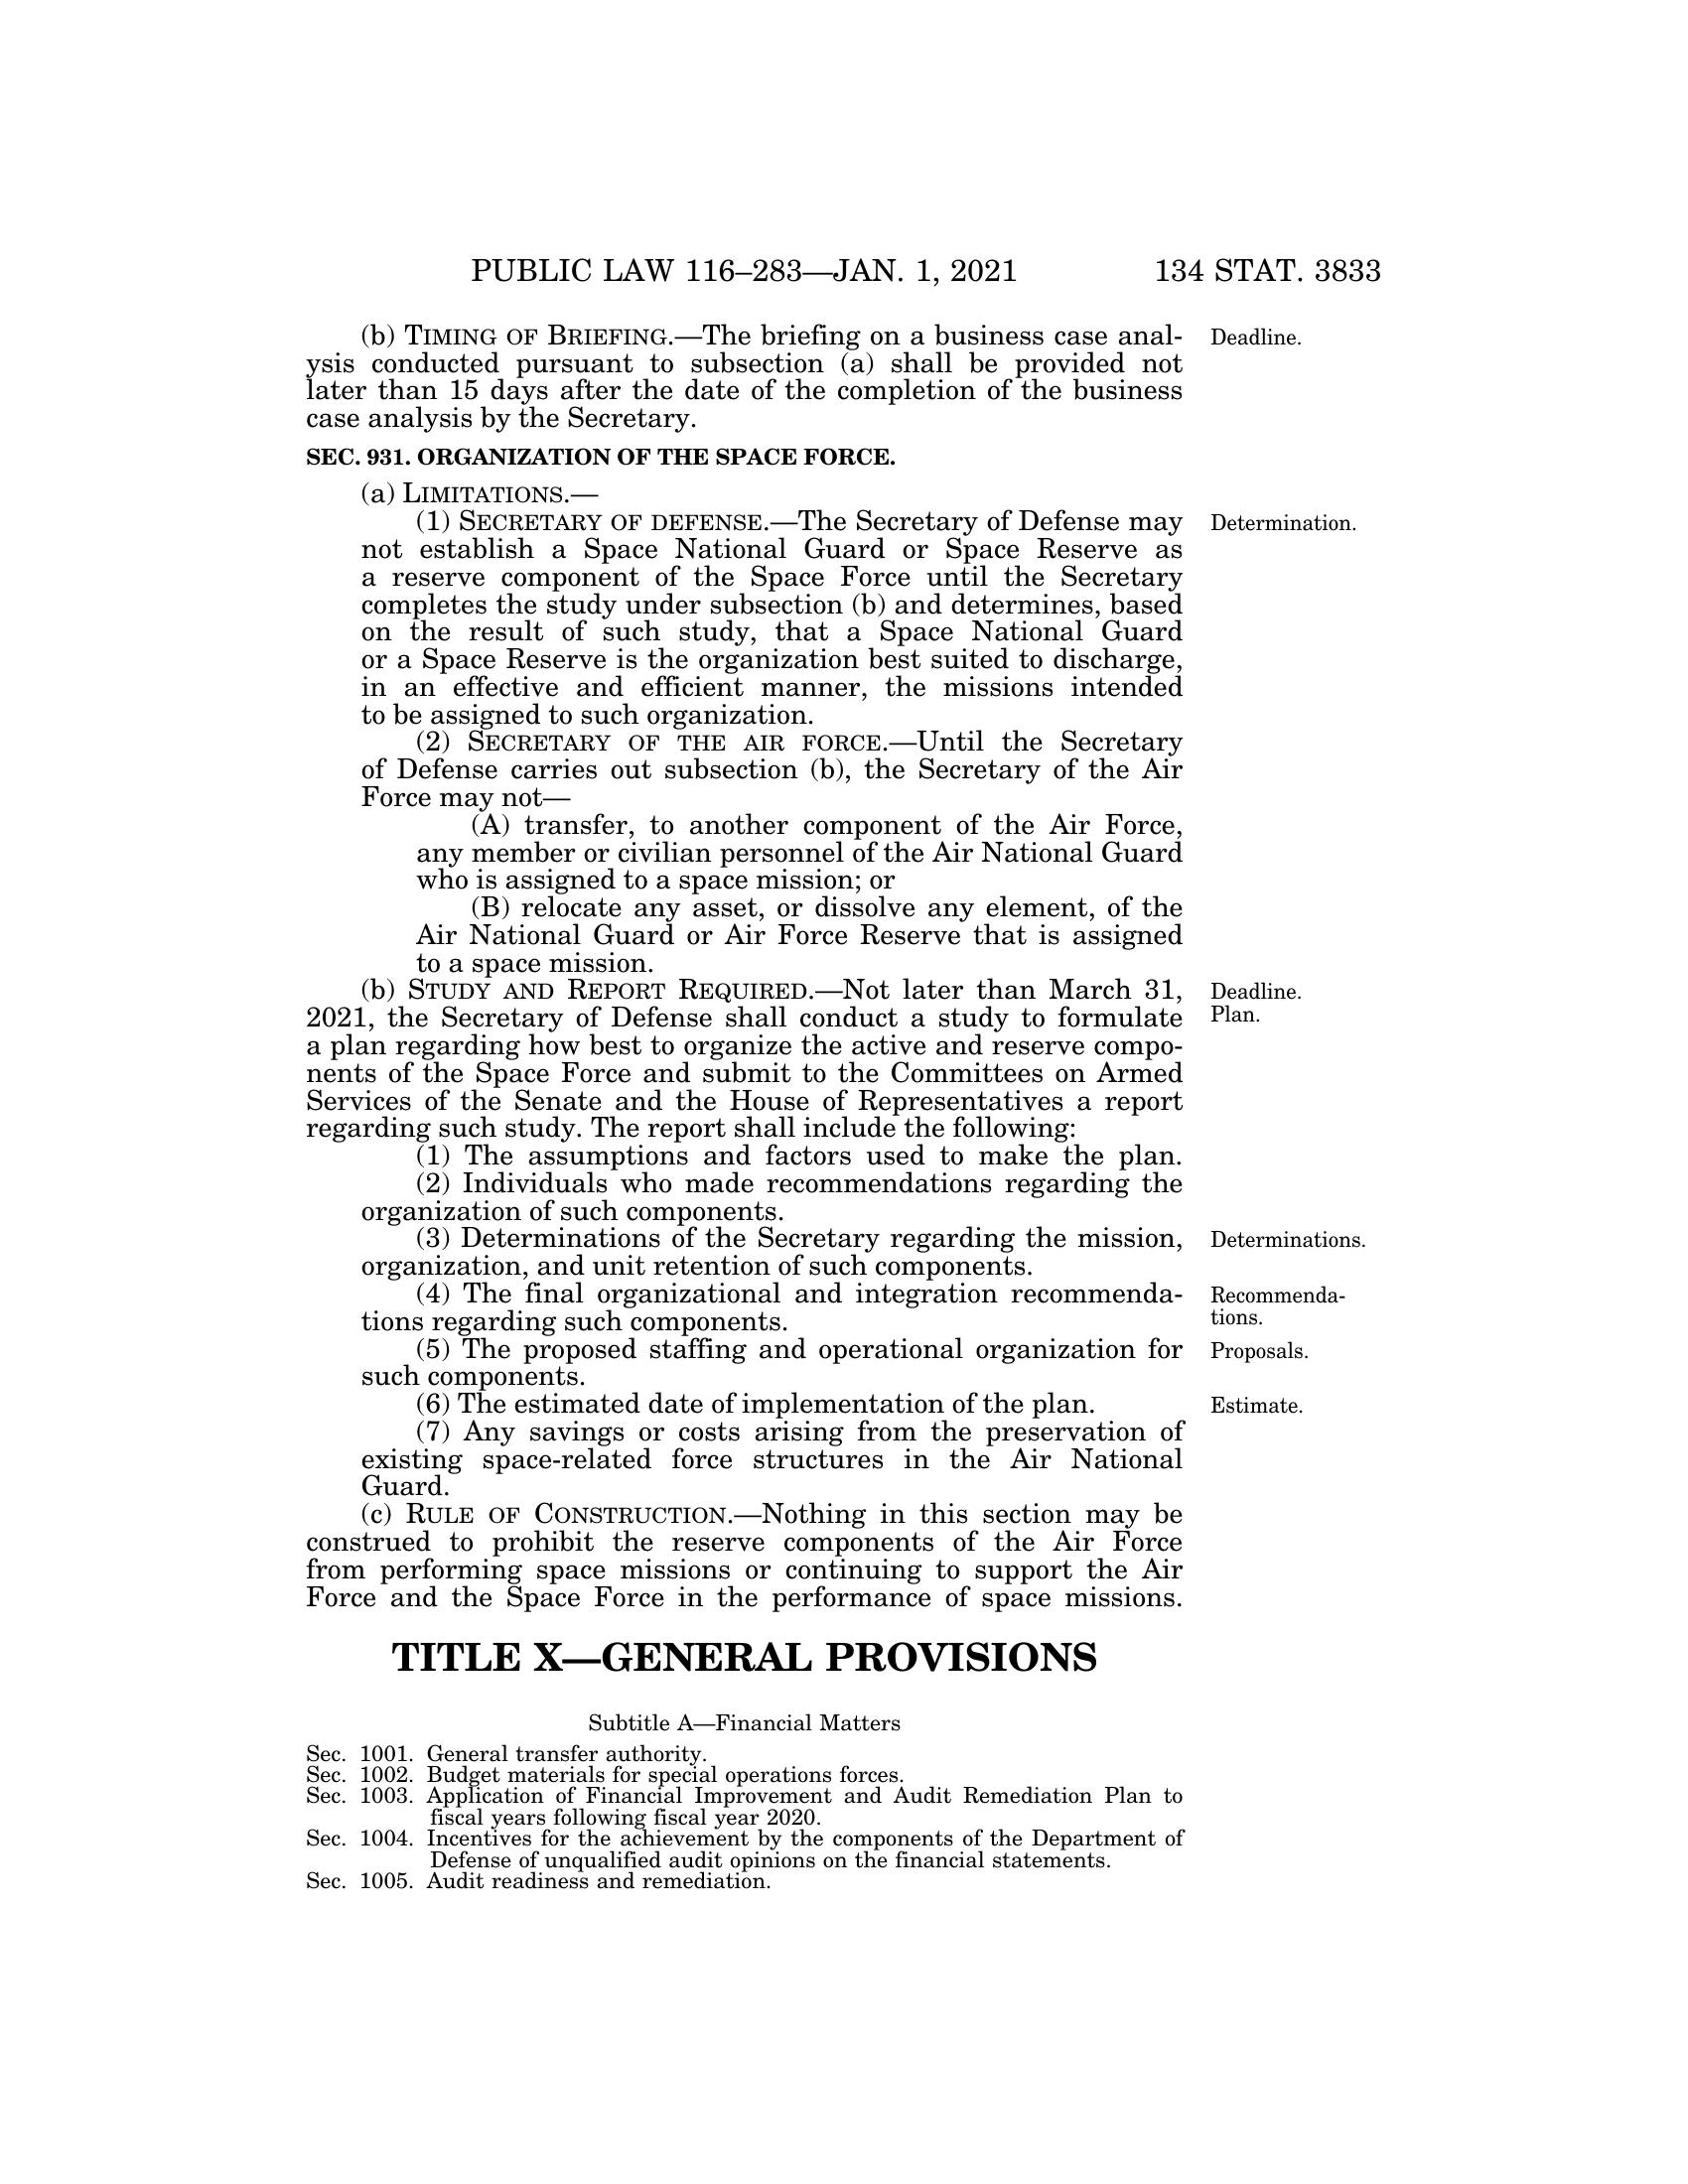 PUBLIC LAW 116–283—JAN. 1, 2021 134 STAT. 3833
(b) TIMING OF BRIEFING.—The briefing on a business case anal-
ysis conducted pursuant to subsection (a) shall be provided not
later than 15 days after the date of the completion of the business
case analysis by the Secretary.
Deadline.
SEC. 931. ORGANIZATION OF THE SPACE FORCE.
(a) LIMITATIONS.—
(1) SECRETARY OF DEFENSE.—The Secretary of Defense may
not establish a Space National Guard or Space Reserve as
a reserve component of the Space Force until the Secretary
completes the study under subsection (b) and determines, based
on the result of such study, that a Space National Guard
or a Space Reserve is the organization best suited to discharge,
in an effective and efficient manner, the missions intended
to be assigned to such organization.
Determination.
(2) SECRETARY OF THE AIR FORCE.—Until the Secretary
of Defense carries out subsection (b), the Secretary of the Air
Force may not—
(A) transfer, to another component of the Air Force,
any member or civilian personnel of the Air National Guard
who is assigned to a space mission; or
(B) relocate any asset, or dissolve any element, of the
Air National Guard or Air Force Reserve that is assigned
to a space mission.
(b) STUDY AND REPORT REQUIRED.—Not later than March 31,
2021, the Secretary of Defense shall conduct a study to formulate
a plan regarding how best to organize the active and reserve compo-
nents of the Space Force and submit to the Committees on Armed
Services of the Senate and the House of Representatives a report
regarding such study. The report shall include the following:
Deadline.
Plan.
(1) The assumptions and factors used to make the plan.
(2) Individuals who made recommendations regarding the
organization of such components.
(3) Determinations of the Secretary regarding the mission,
organization, and unit retention of such components.
Determinations.
(4) The final organizational and integration recommenda-
tions regarding such components.
Recommenda-
tions.
(5) The proposed staffing and operational organization for
such components.
Proposals.
(6) The estimated date of implementation of the plan.
Estimate.
(7) Any savings or costs arising from the preservation of
existing space-related force structures in the Air National
Guard.
(c) RULE OF CONSTRUCTION.—Nothing in this section may be
construed to prohibit the reserve components of the Air Force
from performing space missions or continuing to support the Air
Force and the Space Force in the performance of space missions.
TITLE X—GENERAL PROVISIONS
Subtitle A—Financial Matters
Sec. 1001. General transfer authority.
Sec. 1002. Budget materials for special operations forces.
Sec. 1003. Application of Financial Improvement and Audit Remediation Plan to
fiscal years following fiscal year 2020.
Sec. 1004. Incentives for the achievement by the components of the Department of
Defense of unqualified audit opinions on the financial statements.
Sec. 1005. Audit readiness and remediation.